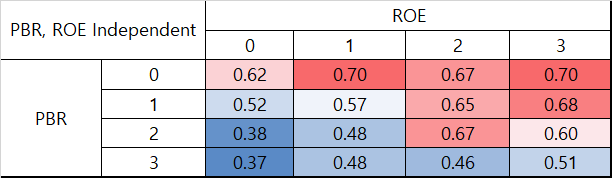 PBR, ROE Independent ROE
0 1 2 3
PBR 0 0.62 0.70 0.67 0.70
1 0.52 0.57 0.65 0.68
2 0.38 0.48 0.67 0.60
3 0.37 0.48 0.46 0.51